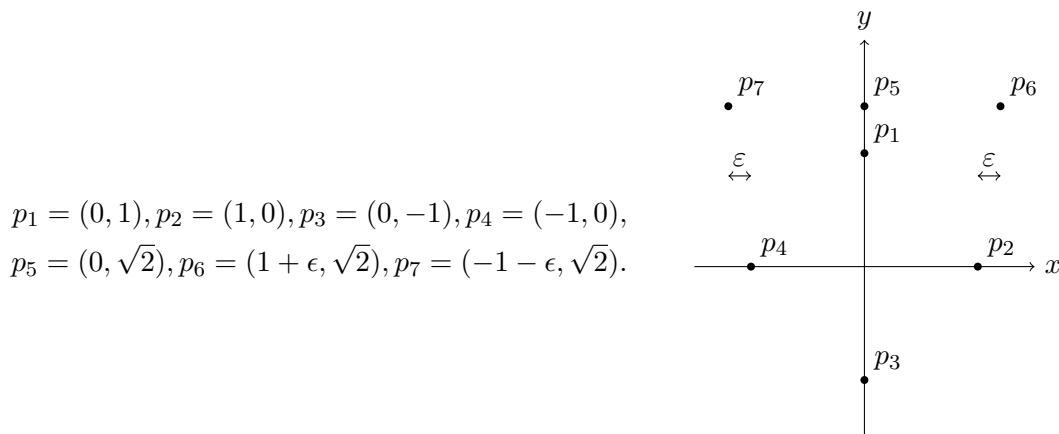 y
p₇ p₅ p₆
p₁
ε ε
p₁ = (0, 1), p₂ = (1, 0), p₃ = (0, −1), p₄ = (−1, 0),
p₅ = (0, √2), p₆ = (1 + ϵ, √2), p₇ = (−1 − ϵ, √2).
p₄ p₂
x
p₃